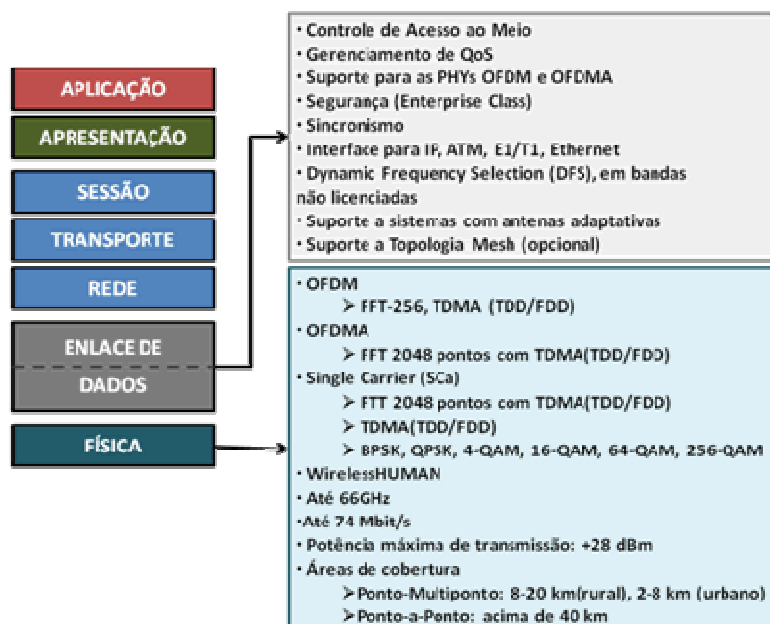 APLICAÇÃO
APRESENTAÇÃO
SESSÃO
TRANSPORTE
REDE
ENLACE DE
DADOS
FÍSICA
• Controle de Acesso ao Meio
• Gerenciamento de QoS
• Suporte para as PHYs OFDM e OFDMA
• Segurança (Enterprise Class)
• Sincronismo
• Interface para IP, ATM, E1/T1, Ethernet
• Dynamic Frequency Selection (DFS), em bandas
não licenciadas
• Suporte a sistemas com antenas adaptativas
• Suporte a Topologia Mesh (opcional)
• OFDM
➢ FFT-256, TDMA (TDD/FDD)
• OFDMA
➢ FFT 2048 pontos com TDMA(TDD/FDD)
• Single Carrier (SCa)
➢ FTT 2048 pontos com TDMA(TDD/FDD)
➢ TDMA(TDD/FDD)
➢ BPSK, QPSK, 4-QAM, 16-QAM, 64-QAM, 256-QAM
• WirelessHUMAN
• Até 66GHz
•Até 74 Mbit/s
• Potência máxima de transmissão: +28 dBm
• Áreas de cobertura
➢Ponto-Multiponto: 8-20 km(rural), 2-8 km (urbano)
➢Ponto-a-Ponto: acima de 40 km